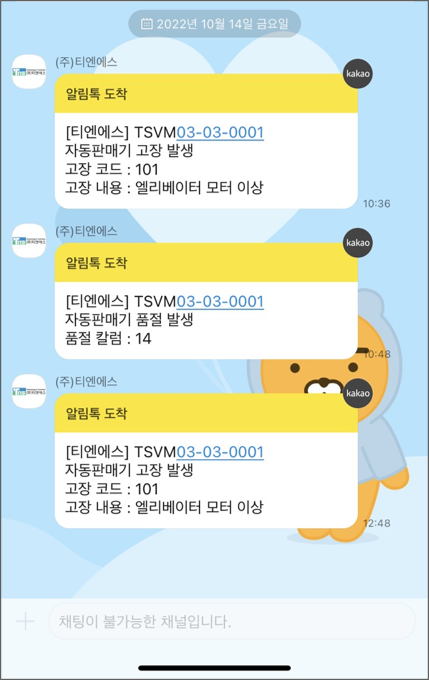 2022년 10월 14일 금요일
(주)티엔에스
kakao
알림톡 도착
[티엔에스] TSVM03-03-0001
자동판매기 고장 발생
고장 코드 : 101
고장 내용 : 엘리베이터 모터 이상
10:36
(주)티엔에스
kakao
알림톡 도착
[티엔에스] TSVM03-03-0001
자동판매기 품절 발생
품절 칼럼 : 14
10:48
(주)티엔에스
kakao
알림톡 도착
[티엔에스] TSVM03-03-0001
자동판매기 고장 발생
고장 코드 : 101
고장 내용 : 엘리베이터 모터 이상
12:48
채팅이 불가능한 채널입니다.